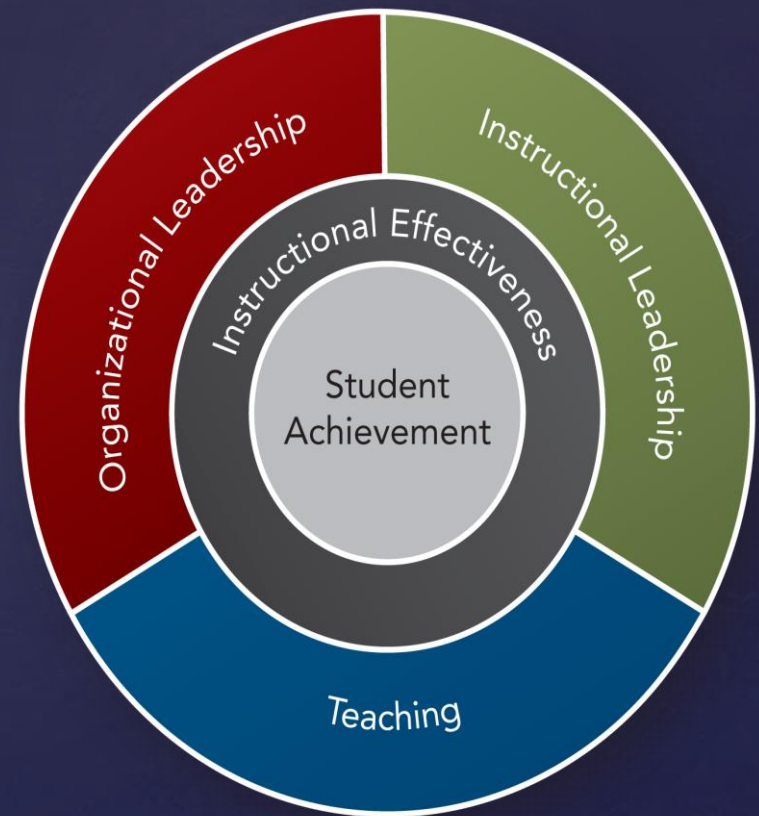 Organizational Leadership
Instructional Leadership
Instructional Effectiveness
Student
Achievement
Teaching